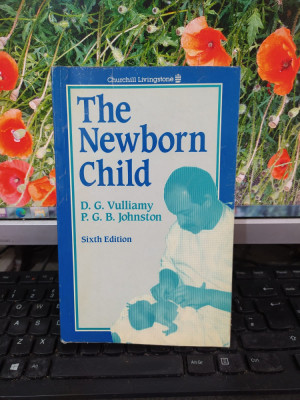 Churchill Livingstone
The
Newborn
Child
D. G. Vulliamy
P. G. B. Johnston
Sixth Edition